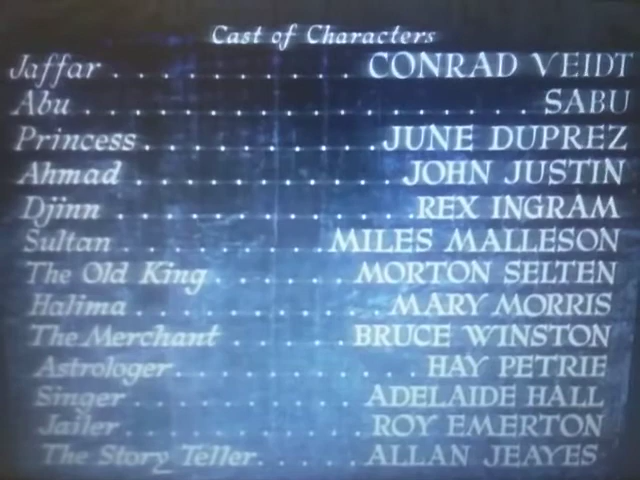 Cast of Characters
Jaffar . . . . . . . . . . . CONRAD VEIDT
Abu . . . . . . . . . . . . . . . . . . . . . SABU
Princess . . . . . . . . . . . JUNE DUPREZ
Ahmad . . . . . . . . . . . . JOHN JUSTIN
Djinn . . . . . . . . . . . . . REX INGRAM
Sultan . . . . . . . . . MILES MALLESON
The Old King . . . . . . MORTON SELTEN
Halima . . . . . . . . . . . MARY MORRIS
The Merchant . . . . . BRUCE WINSTON
Astrologer . . . . . . . . . . . HAY PETRIE
Singer . . . . . . . . . . ADELAIDE HALL
Jailer . . . . . . . . . . . ROY EMERTON
The Story Teller . . . . . ALLAN JEAYES